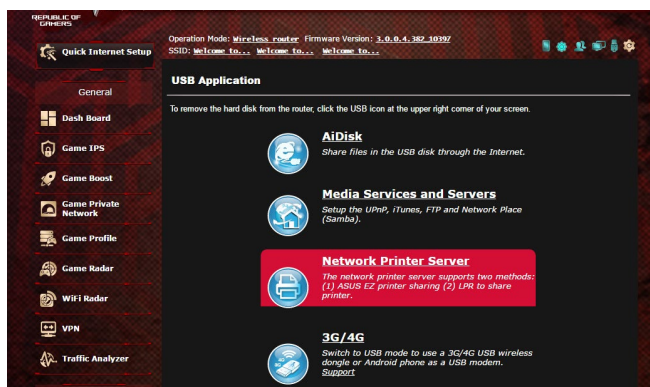 REPUBLIC OF
GAMERS
Operation Mode: Wireless router Firmware Version: 3.0.0.4.382_10397
SSID: Welcome to... Welcome to... Welcome to...
Quick Internet Setup
General
Dash Board
Game IPS
Game Boost
Game Private
Network
Game Profile
Game Radar
WiFi Radar
VPN
Traffic Analyzer
USB Application
To remove the hard disk from the router, click the USB icon at the upper right corner of your screen.
AiDisk
Share files in the USB disk through the Internet.
Media Services and Servers
Setup the UPnP, iTunes, FTP and Network Place
(Samba).
Network Printer Server
The network printer server supports two methods:
(1) ASUS EZ printer sharing (2) LPR to share
printer.
3G/4G
Switch to USB mode to use a 3G/4G USB wireless
dongle or Android phone as a USB modem.
Support